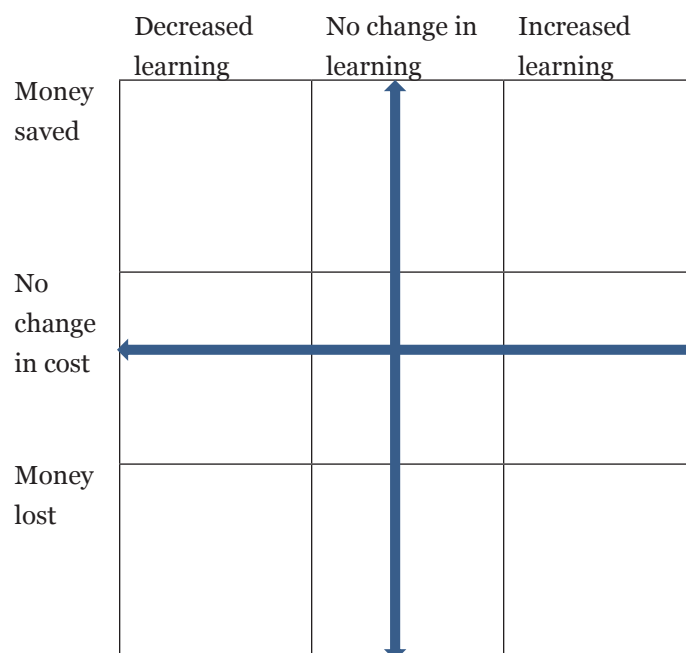 Decreased
learning
No change in
learning
Increased
learning
Money
saved
No
change
in cost
Money
lost